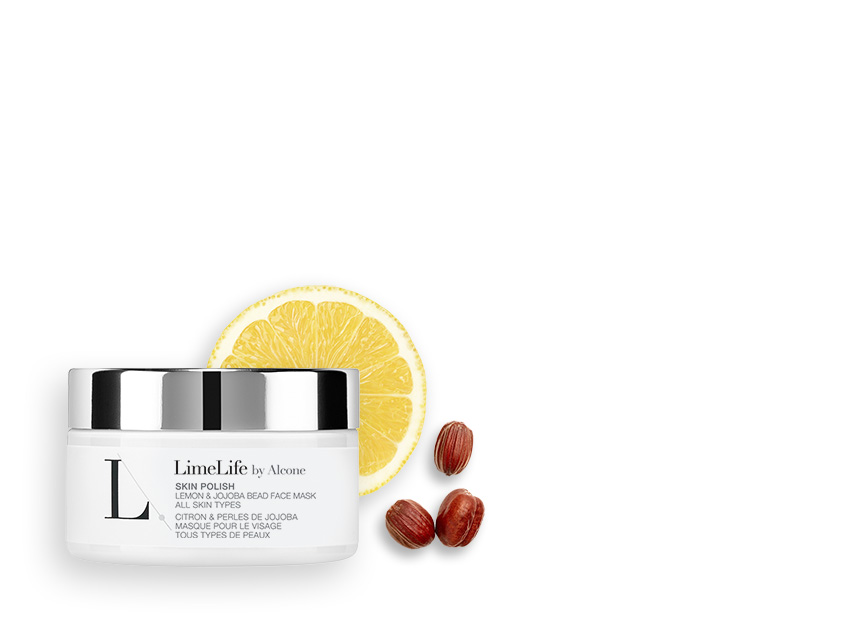 L
LimeLife by Alcone
SKIN POLISH
LEMON & JOJOBA BEAD FACE MASK
ALL SKIN TYPES
CITRON & PERLES DE JOJOBA
MASQUE POUR LE VISAGE
TOUS TYPES DE PEAUX